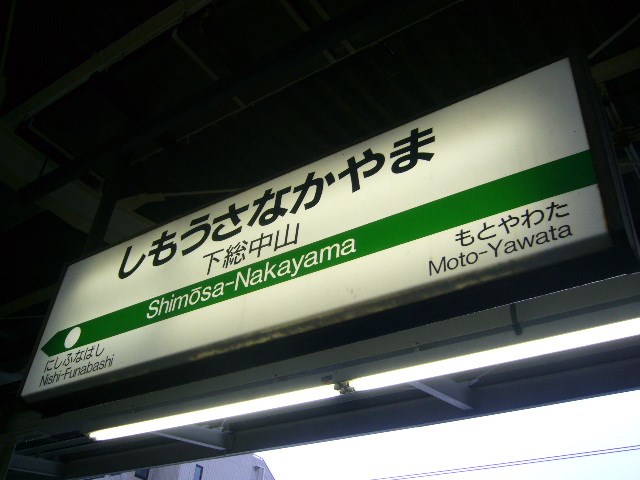 しもうさなかやま
下総中山
Shimōsa-Nakayama
もとやわた
Moto-Yawata
にしふなばし
Nishi-Funabashi